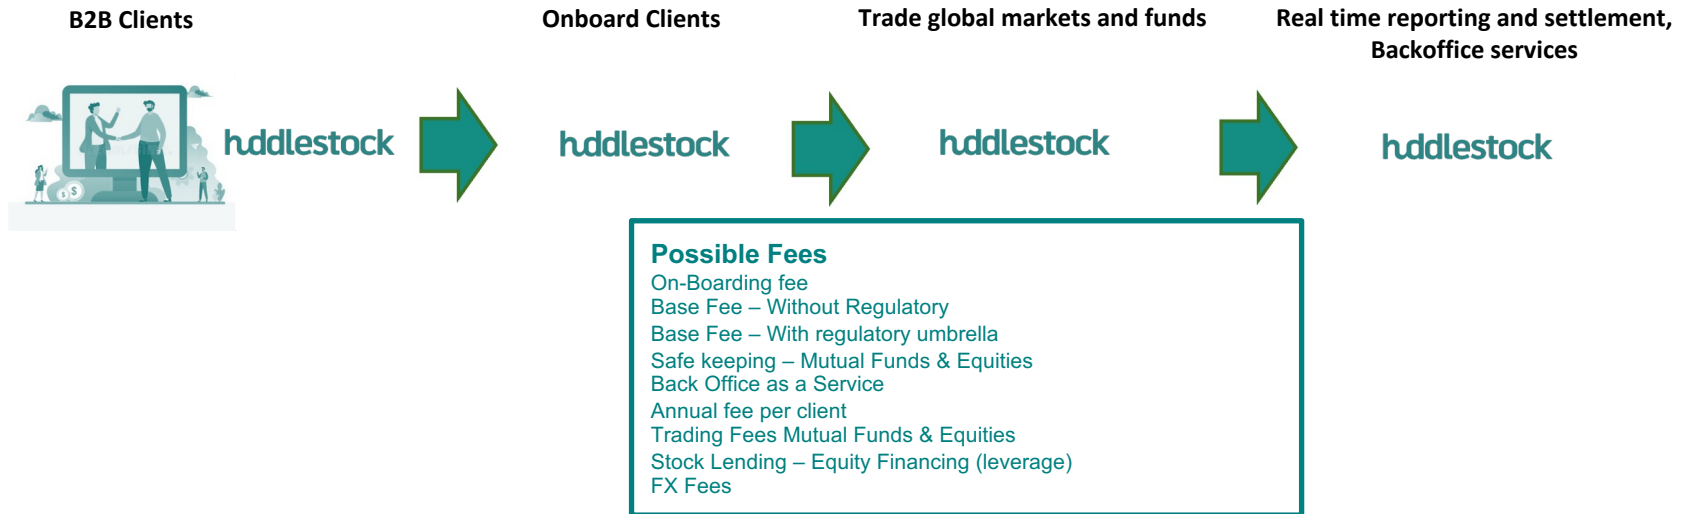 B2B Clients
Onboard Clients
Trade global markets and funds
Real time reporting and settlement,
Backoffice services
huddlestock
huddlestock
huddlestock
huddlestock
$
$
Possible Fees
On-Boarding fee
Base Fee – Without Regulatory
Base Fee – With regulatory umbrella
Safe keeping – Mutual Funds & Equities
Back Office as a Service
Annual fee per client
Trading Fees Mutual Funds & Equities
Stock Lending – Equity Financing (leverage)
FX Fees